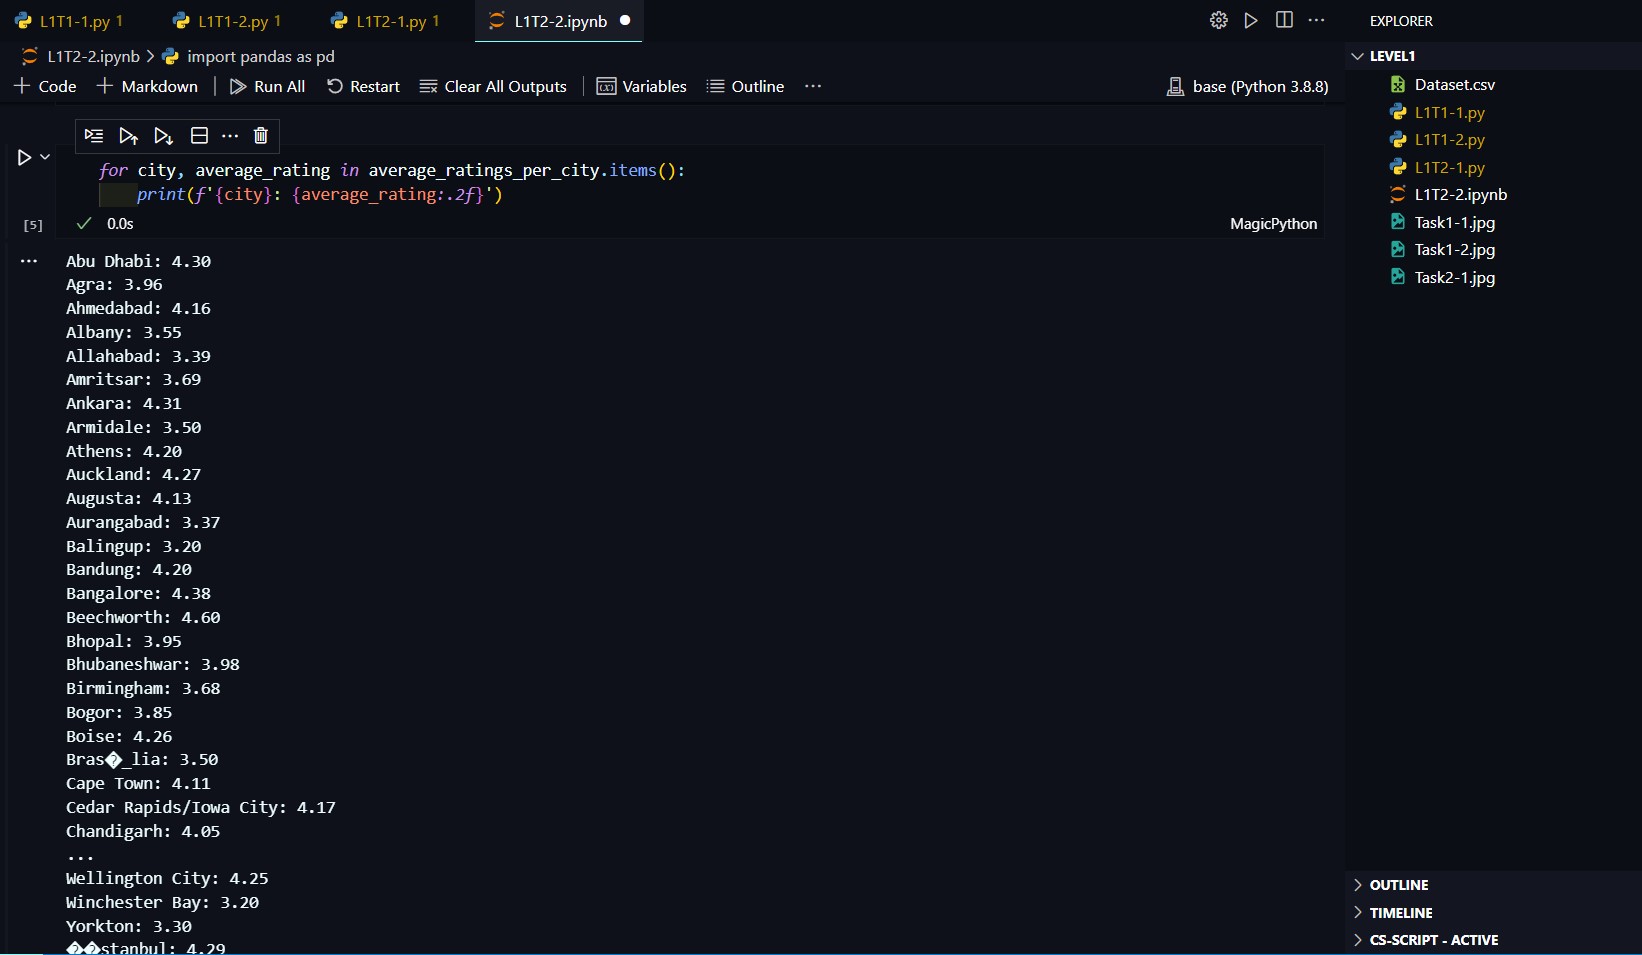 L1T1-1.py 1 L1T1-2.py 1 L1T2-1.py 1 L1T2-2.ipynb
L1T2-2.ipynb > import pandas as pd
+ Code + Markdown | Run All Restart Clear All Outputs | Variables Outline ... base (Python 3.8.8)
for city, average_rating in average_ratings_per_city.items():
print(f'{city}: {average_rating:.2f}')
[5] ✓ 0.0s MagicPython
... Abu Dhabi: 4.30
Agra: 3.96
Ahmedabad: 4.16
Albany: 3.55
Allahabad: 3.39
Amritsar: 3.69
Ankara: 4.31
Armidale: 3.50
Athens: 4.20
Auckland: 4.27
Augusta: 4.13
Aurangabad: 3.37
Balingup: 3.20
Bandung: 4.20
Bangalore: 4.38
Beechworth: 4.60
Bhopal: 3.95
Bhubaneshwar: 3.98
Birmingham: 3.68
Bogor: 3.85
Boise: 4.26
Bras�_lia: 3.50
Cape Town: 4.11
Cedar Rapids/Iowa City: 4.17
Chandigarh: 4.05
...
Wellington City: 4.25
Winchester Bay: 3.20
Yorkton: 3.30
��stanbul: 4.29
EXPLORER
LEVEL1
Dataset.csv
L1T1-1.py
L1T1-2.py
L1T2-1.py
L1T2-2.ipynb
Task1-1.jpg
Task1-2.jpg
Task2-1.jpg
OUTLINE
TIMELINE
CS-SCRIPT - ACTIVE